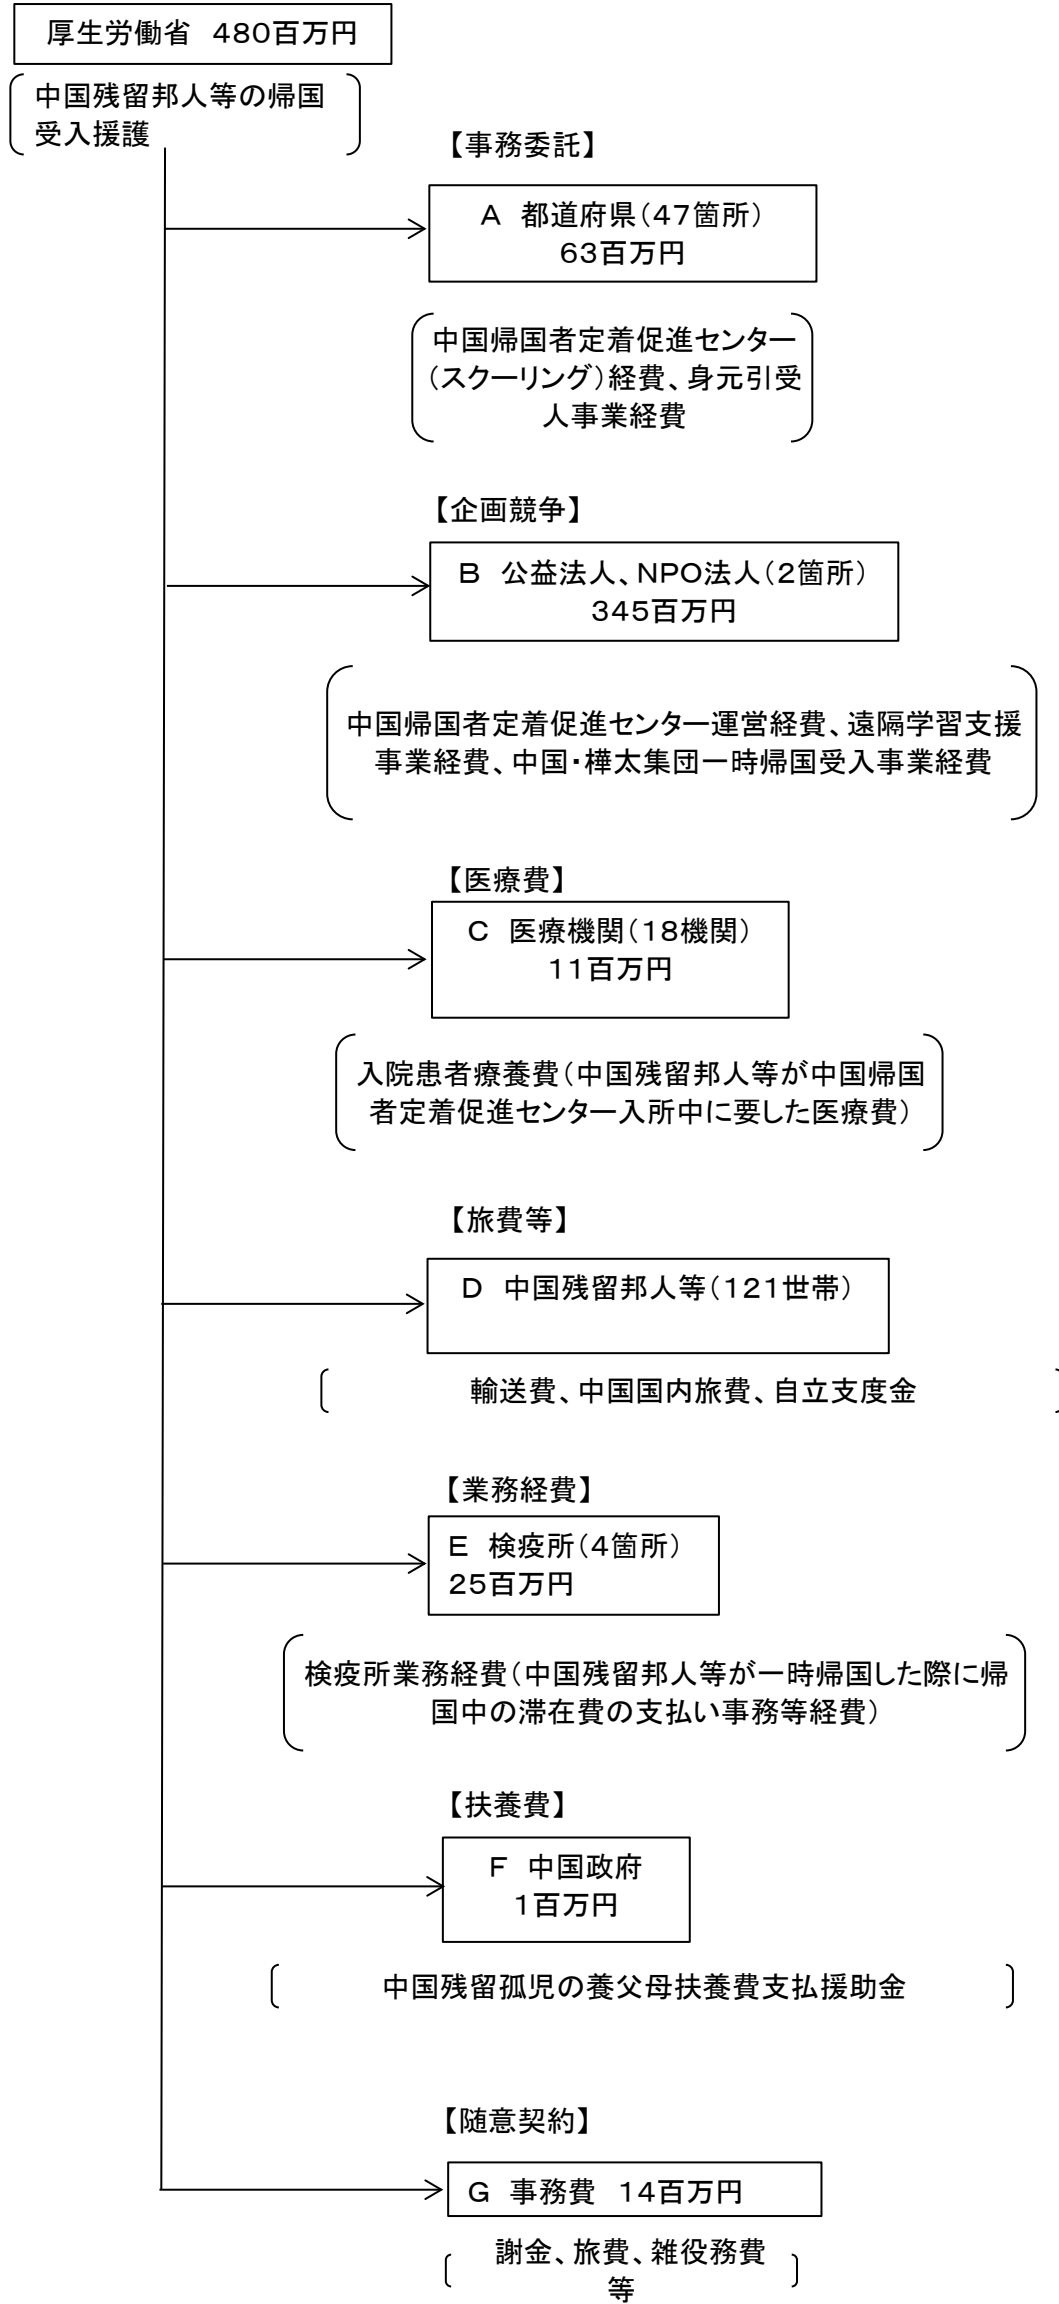 厚生労働省　480百万円
中国残留邦人等の帰国
受入援護
【事務委託】
A　都道府県（47箇所）
63百万円
中国帰国者定着促進センター
（スクーリング）経費、身元引受
人事業経費
【企画競争】
B　公益法人、NPO法人（2箇所）
345百万円
中国帰国者定着促進センター運営経費、遠隔学習支援
事業経費、中国・樺太集団一時帰国受入事業経費
【医療費】
C　医療機関（18機関）
11百万円
入院患者療養費（中国残留邦人等が中国帰国
者定着促進センター入所中に要した医療費）
【旅費等】
D　中国残留邦人等（121世帯）
輸送費、中国国内旅費、自立支度金
【業務経費】
E　検疫所（4箇所）
25百万円
検疫所業務経費（中国残留邦人等が一時帰国した際に帰
国中の滞在費の支払い事務等経費）
【扶養費】
F　中国政府
1百万円
中国残留孤児の養父母扶養費支払援助金
【随意契約】
G　事務費　14百万円
謝金、旅費、雑役務費
等